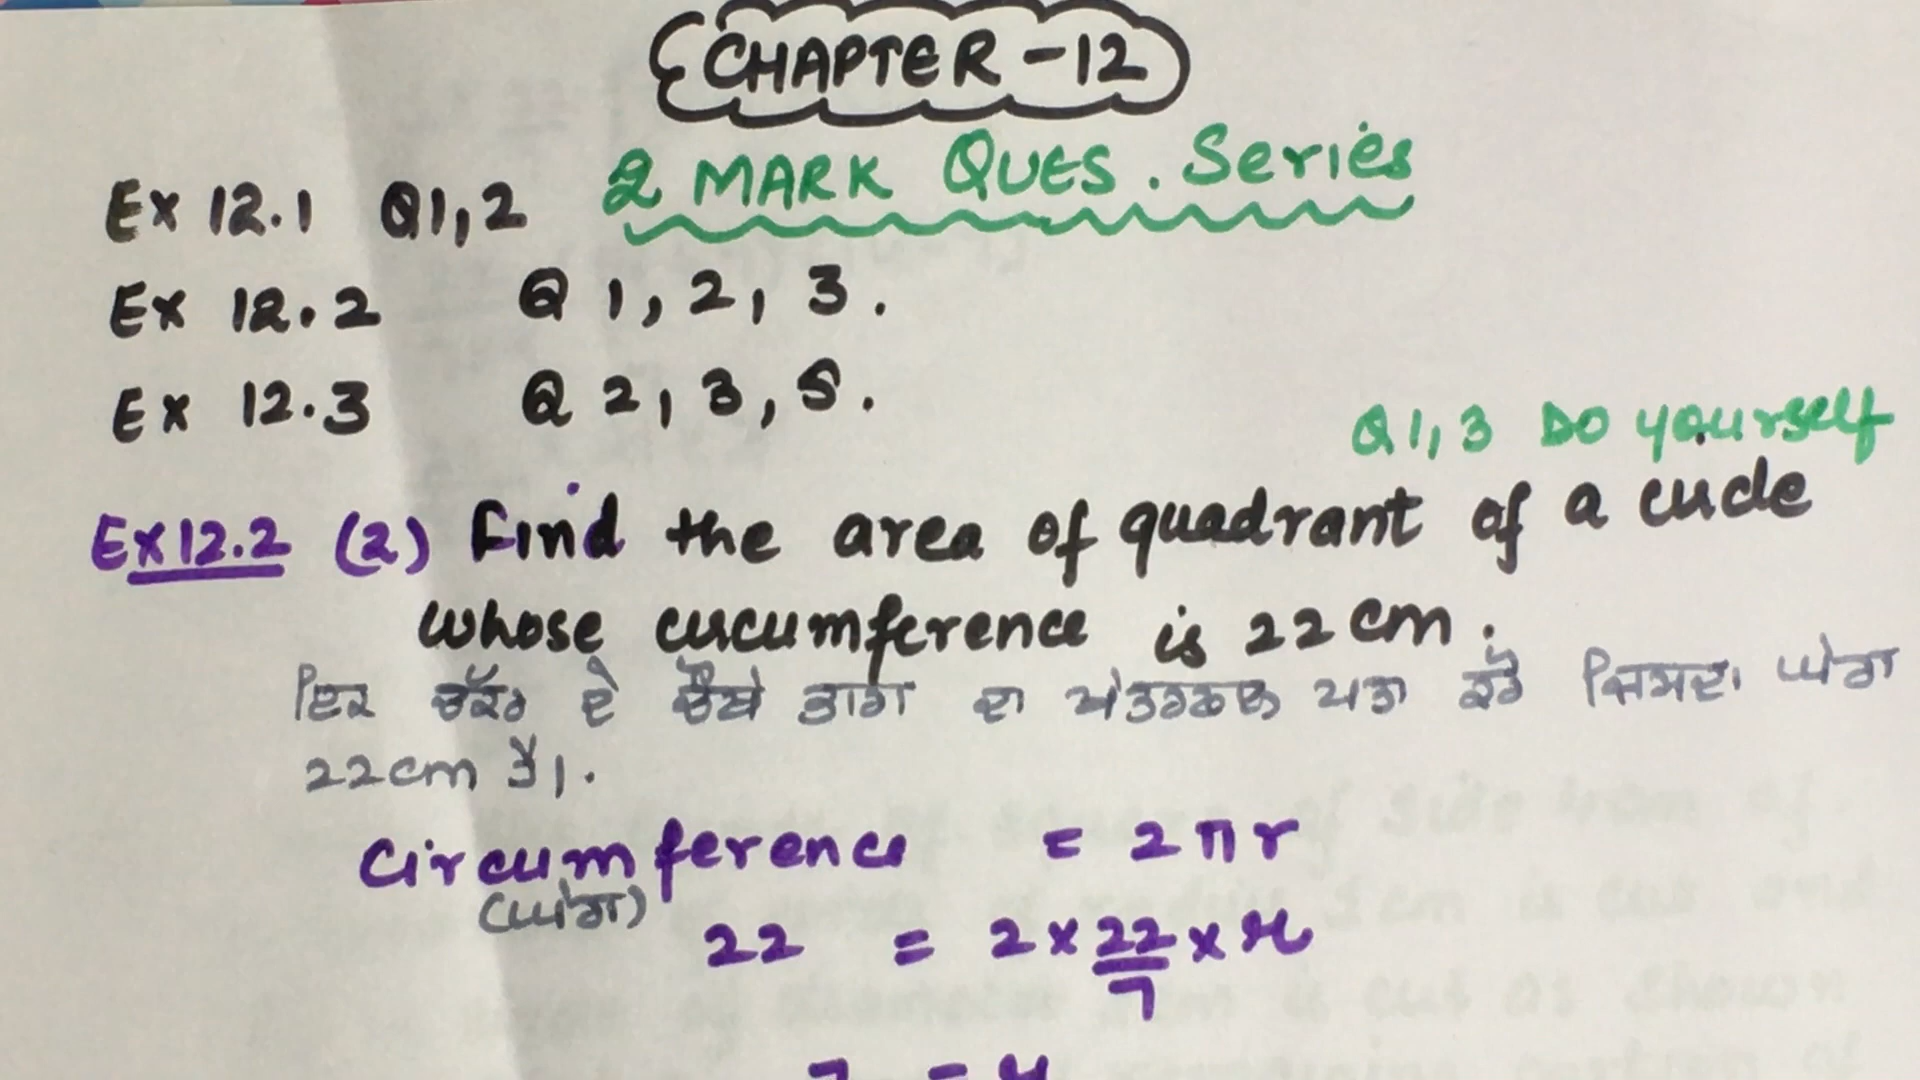 CHAPTER-12
2 MARK QUES. Series
Ex 12.1 Q1,2
Ex 12.2 Q 1, 2, 3.
Ex 12.3 Q 2, 3, 5.
Q 1, 3 Do yourself
Ex 12.2 (2) Find the area of quadrant of a circle
whose circumference is 22 cm.
ਇਕ ਚੱਕਰ ਦੇ ਚੌਥੇ ਭਾਗ ਦਾ ਖੇਤਰਫਲ ਪਤਾ ਕਰੋ ਜਿਸਦਾ ਘੇਰਾ
22cm ਹੈ।.
Circumference = 2πr
(ਘੇਰਾ)
22 = 2 × 22/7 × r